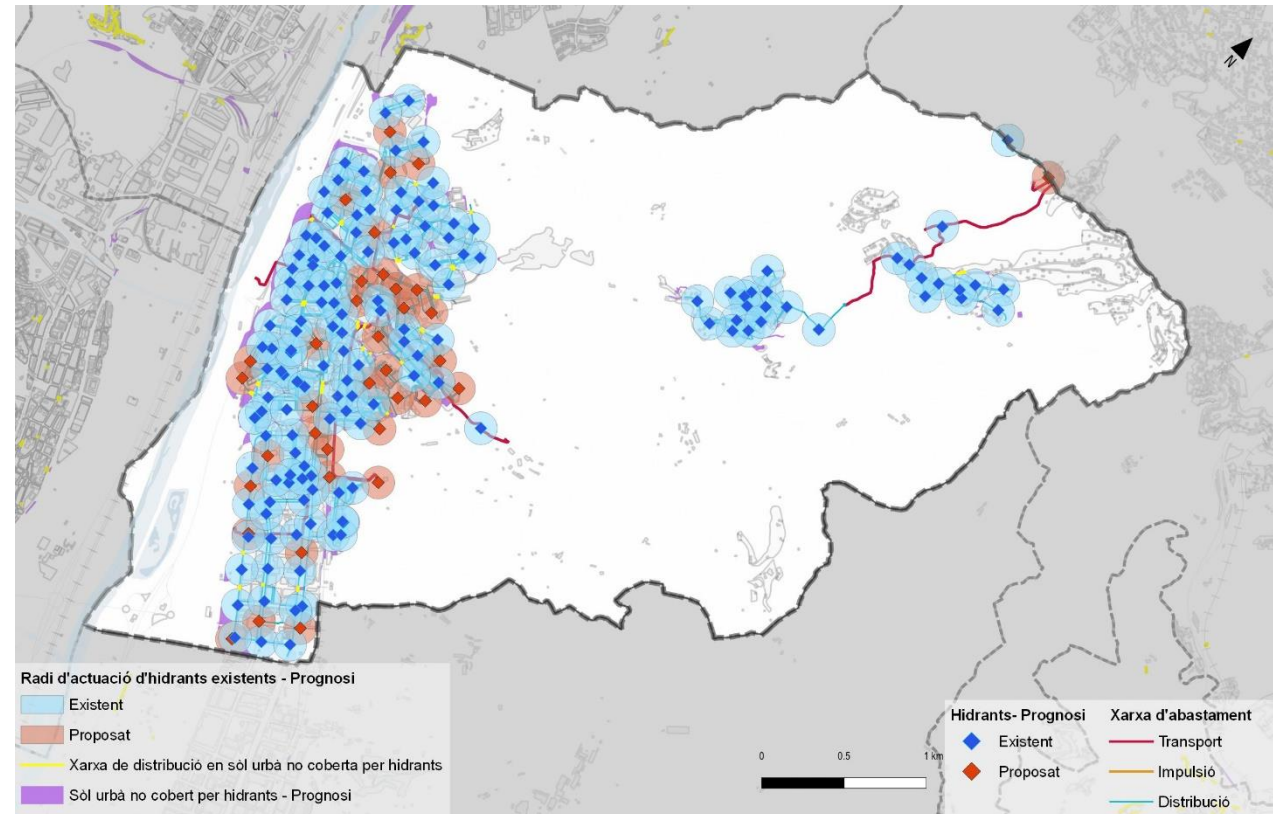 N
Radi d'actuació d'hidrants existents - Prognosi
Existent
Proposat
Xarxa de distribució en sòl urbà no coberta per hidrants
Sòl urbà no cobert per hidrants - Prognosi
0 0.5 1 km
Hidrants- Prognosi Xarxa d'abastament
Existent Transport
Proposat Impulsió
Distribució